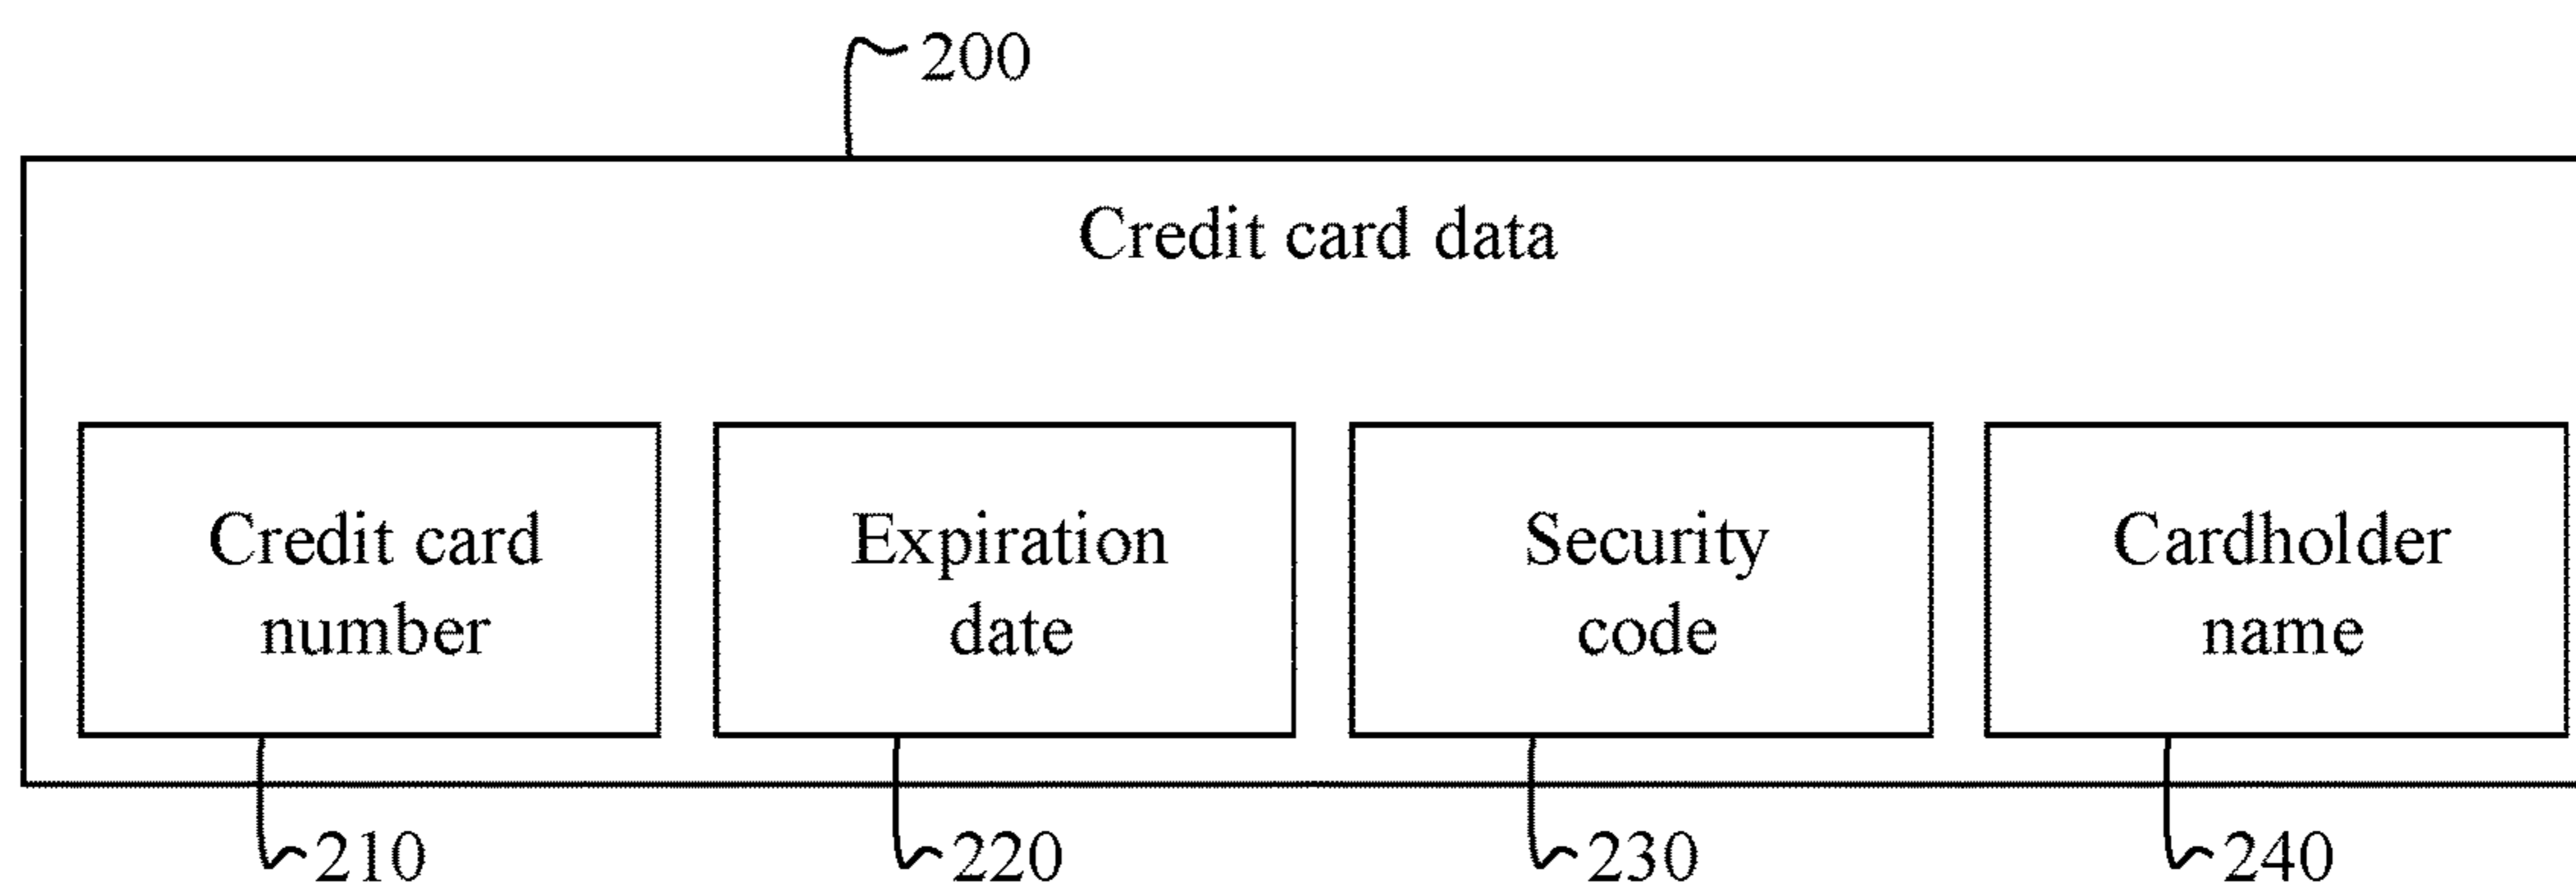 200
Credit card data
Credit card
number
Expiration
date
Security
code
Cardholder
name
210
220
230
240